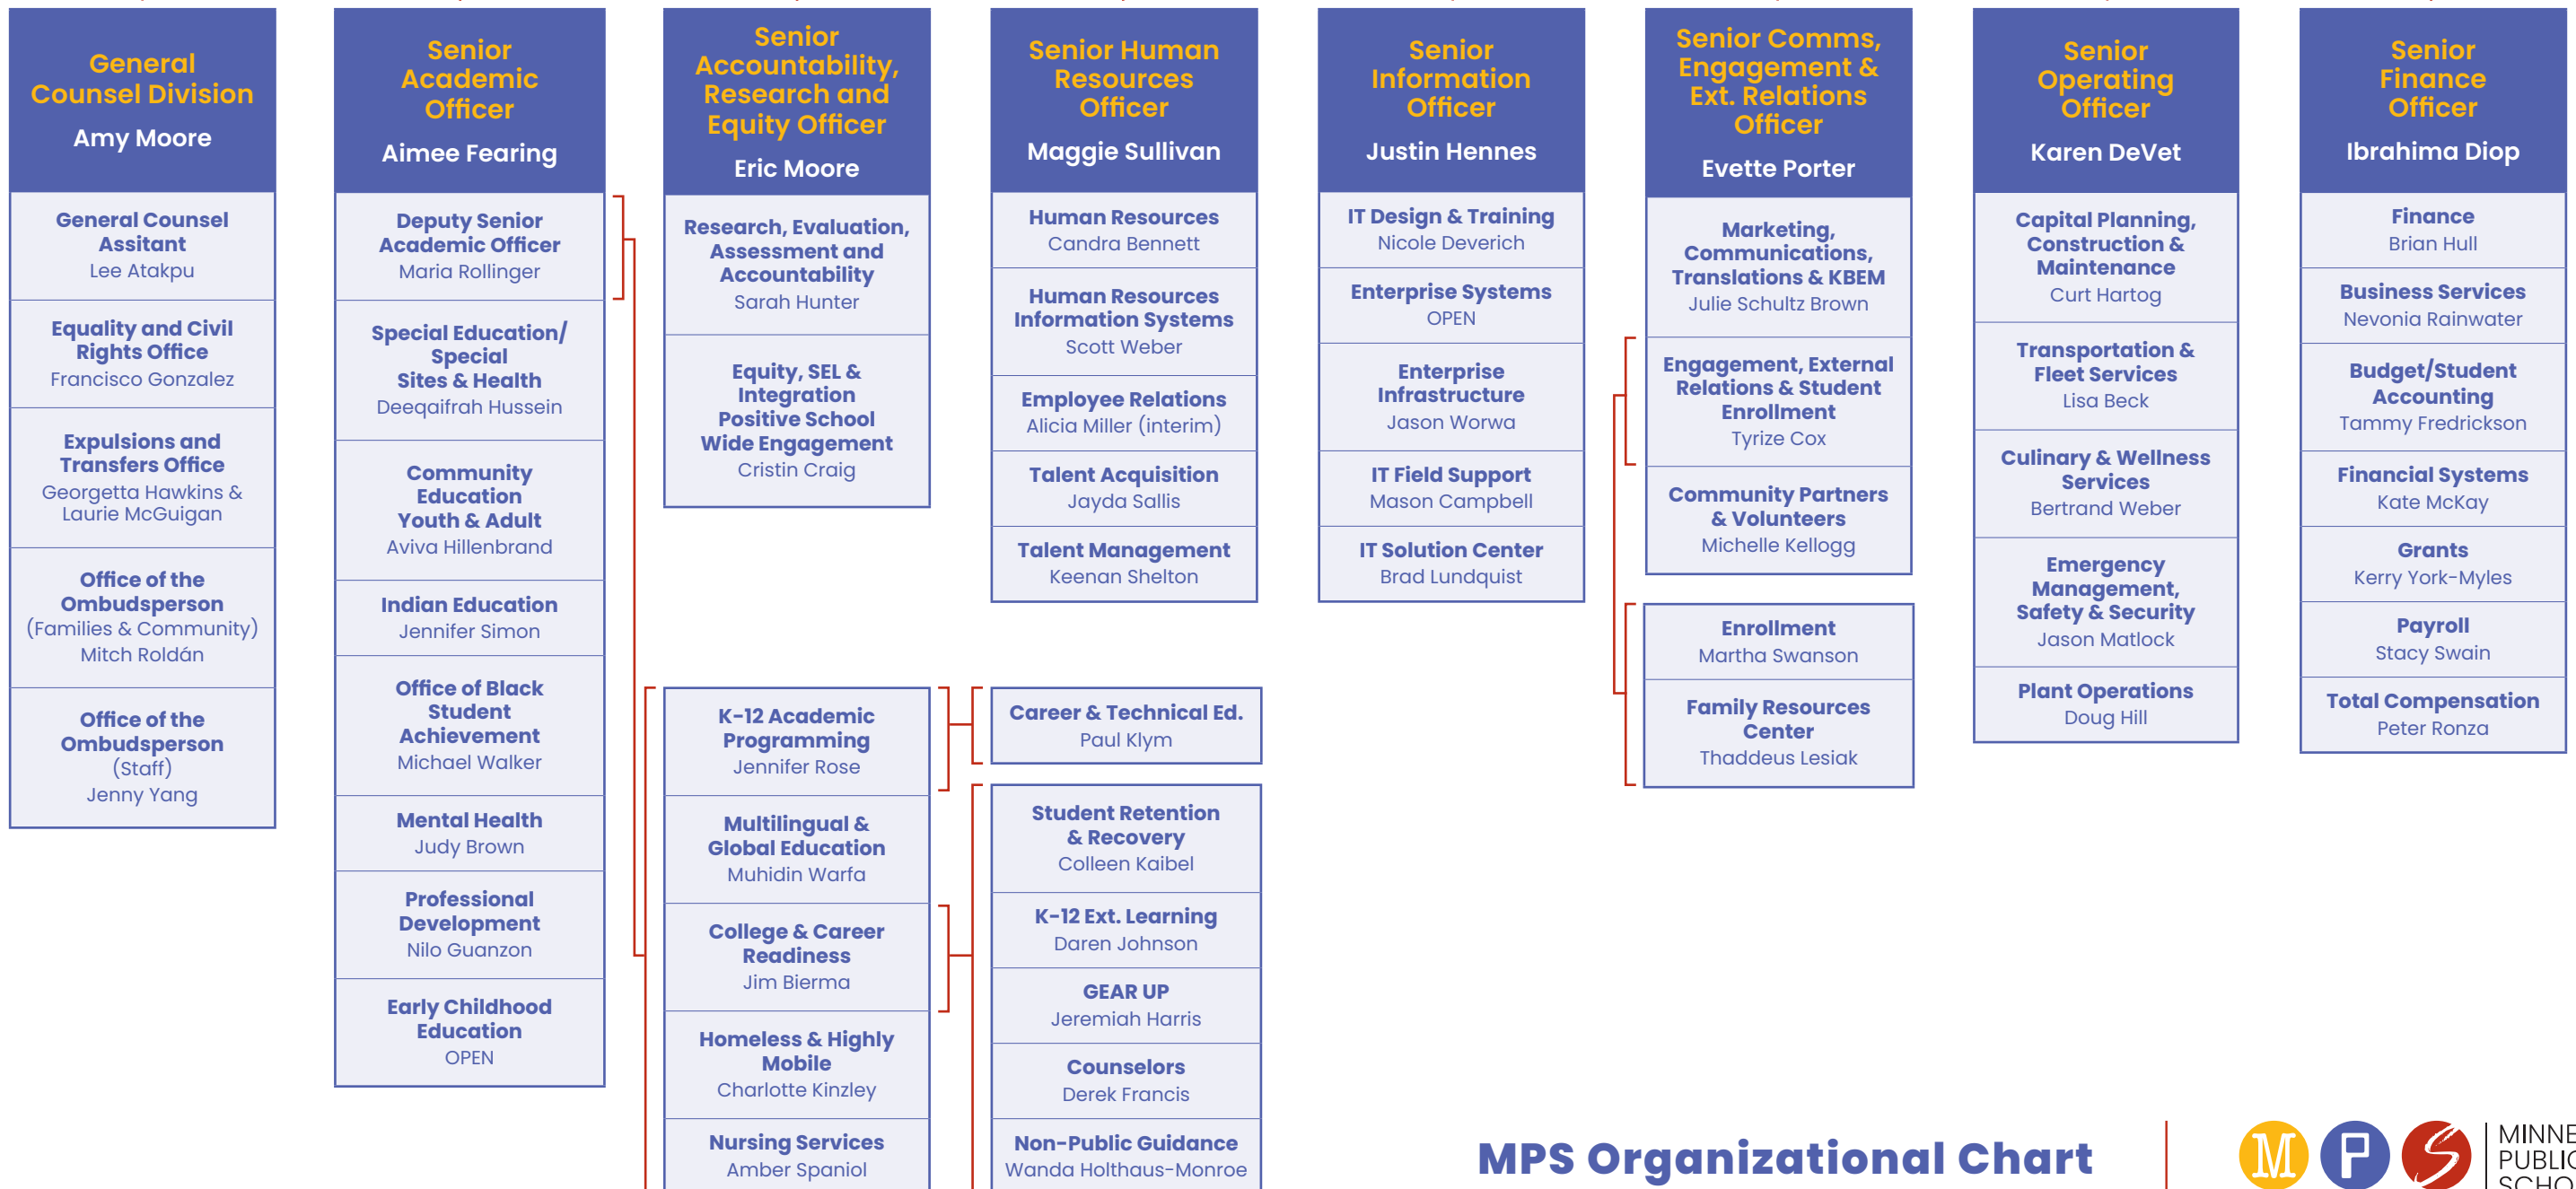 General
Counsel Division
Amy Moore
General Counsel
Assitant
Lee Atakpu
Equality and Civil
Rights Office
Francisco Gonzalez
Expulsions and
Transfers Office
Georgetta Hawkins &
Laurie McGuigan
Office of the
Ombudsperson
(Families & Community)
Mitch Roldán
Office of the
Ombudsperson
(Staff)
Jenny Yang
Senior
Academic
Officer
Aimee Fearing
Deputy Senior
Academic Officer
Maria Rollinger
Special Education/
Special
Sites & Health
Deeqaifrah Hussein
Community
Education
Youth & Adult
Aviva Hillenbrand
Indian Education
Jennifer Simon
Office of Black
Student
Achievement
Michael Walker
Mental Health
Judy Brown
Professional
Development
Nilo Guanzon
Early Childhood
Education
OPEN
Senior
Accountability,
Research and
Equity Officer
Eric Moore
Research, Evaluation,
Assessment and
Accountability
Sarah Hunter
Equity, SEL &
Integration
Positive School
Wide Engagement
Cristin Craig
K-12 Academic
Programming
Jennifer Rose
Multilingual &
Global Education
Muhidin Warfa
College & Career
Readiness
Jim Bierma
Homeless & Highly
Mobile
Charlotte Kinzley
Nursing Services
Amber Spaniol
Senior Human
Resources
Officer
Maggie Sullivan
Human Resources
Candra Bennett
Human Resources
Information Systems
Scott Weber
Employee Relations
Alicia Miller (interim)
Talent Acquisition
Jayda Sallis
Talent Management
Keenan Shelton
Career & Technical Ed.
Paul Klym
Student Retention
& Recovery
Colleen Kaibel
K-12 Ext. Learning
Daren Johnson
GEAR UP
Jeremiah Harris
Counselors
Derek Francis
Non-Public Guidance
Wanda Holthaus-Monroe
Senior
Information
Officer
Justin Hennes
IT Design & Training
Nicole Deverich
Enterprise Systems
OPEN
Enterprise
Infrastructure
Jason Worwa
IT Field Support
Mason Campbell
IT Solution Center
Brad Lundquist
Senior Comms,
Engagement &
Ext. Relations
Officer
Evette Porter
Marketing,
Communications,
Translations & KBEM
Julie Schultz Brown
Engagement, External
Relations & Student
Enrollment
Tyrize Cox
Community Partners
& Volunteers
Michelle Kellogg
Enrollment
Martha Swanson
Family Resources
Center
Thaddeus Lesiak
Senior
Operating
Officer
Karen DeVet
Capital Planning,
Construction &
Maintenance
Curt Hartog
Transportation &
Fleet Services
Lisa Beck
Culinary & Wellness
Services
Bertrand Weber
Emergency
Management,
Safety & Security
Jason Matlock
Plant Operations
Doug Hill
Senior
Finance
Officer
Ibrahima Diop
Finance
Brian Hull
Business Services
Nevonia Rainwater
Budget/Student
Accounting
Tammy Fredrickson
Financial Systems
Kate McKay
Grants
Kerry York-Myles
Payroll
Stacy Swain
Total Compensation
Peter Ronza
MPS Organizational Chart
M P S
MINNE
PUBLIC
SCHO